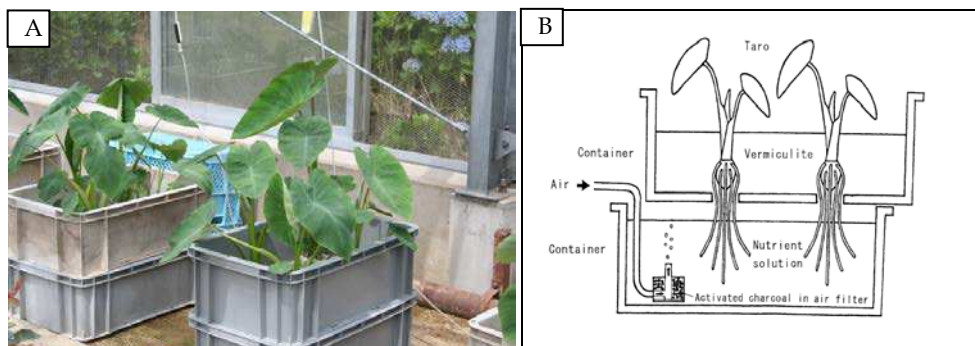 A
B
Taro
Container
Vermiculite
Air
Container
Nutrient
solution
Activated charcoal in air filter